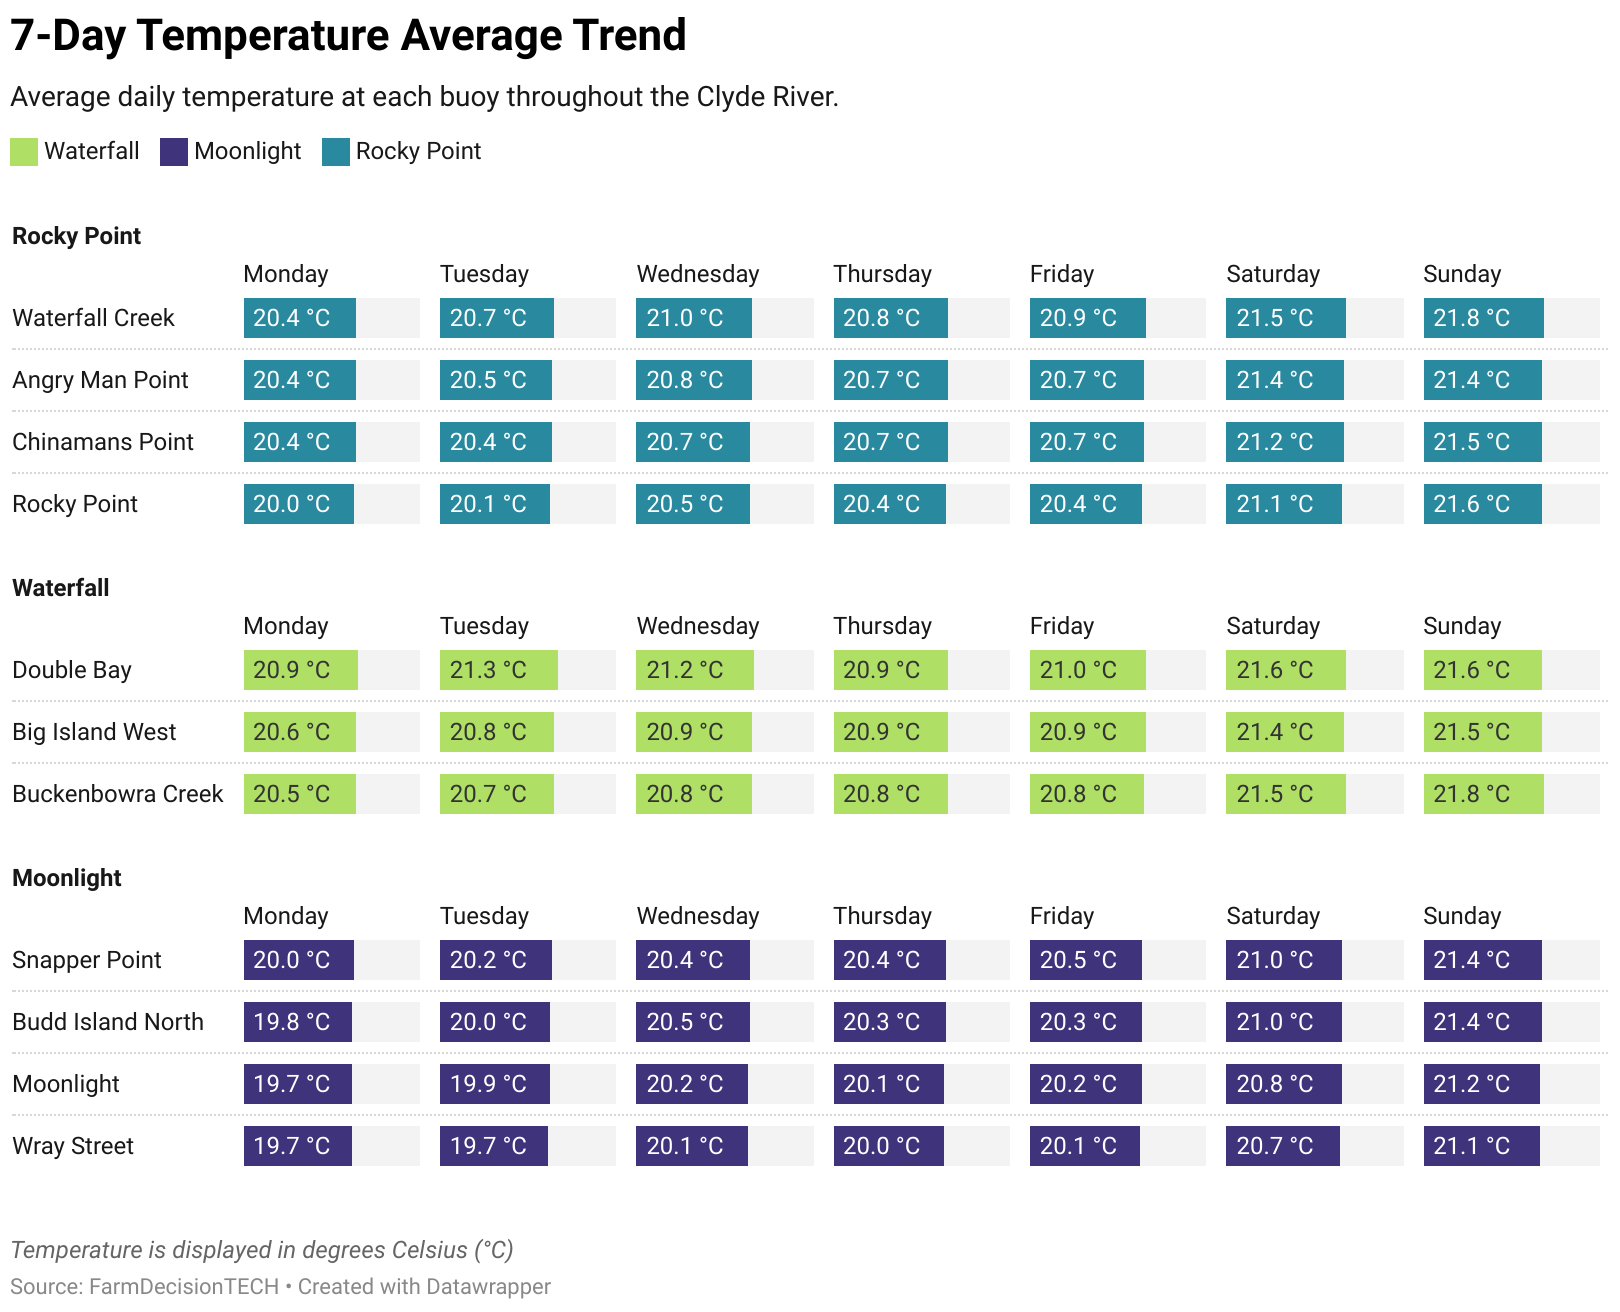 7-Day Temperature Average Trend
Average daily temperature at each buoy throughout the Clyde River.
Waterfall Moonlight Rocky Point
Rocky Point
Monday Tuesday Wednesday Thursday Friday Saturday Sunday
Waterfall Creek 20.4 °C 20.7 °C 21.0 °C 20.8 °C 20.9 °C 21.5 °C 21.8 °C
Angry Man Point 20.4 °C 20.5 °C 20.8 °C 20.7 °C 20.7 °C 21.4 °C 21.4 °C
Chinamans Point 20.4 °C 20.4 °C 20.7 °C 20.7 °C 20.7 °C 21.2 °C 21.5 °C
Rocky Point 20.0 °C 20.1 °C 20.5 °C 20.4 °C 20.4 °C 21.1 °C 21.6 °C
Waterfall
Monday Tuesday Wednesday Thursday Friday Saturday Sunday
Double Bay 20.9 °C 21.3 °C 21.2 °C 20.9 °C 21.0 °C 21.6 °C 21.6 °C
Big Island West 20.6 °C 20.8 °C 20.9 °C 20.9 °C 20.9 °C 21.4 °C 21.5 °C
Buckenbowra Creek 20.5 °C 20.7 °C 20.8 °C 20.8 °C 20.8 °C 21.5 °C 21.8 °C
Moonlight
Monday Tuesday Wednesday Thursday Friday Saturday Sunday
Snapper Point 20.0 °C 20.2 °C 20.4 °C 20.4 °C 20.5 °C 21.0 °C 21.4 °C
Budd Island North 19.8 °C 20.0 °C 20.5 °C 20.3 °C 20.3 °C 21.0 °C 21.4 °C
Moonlight 19.7 °C 19.9 °C 20.2 °C 20.1 °C 20.2 °C 20.8 °C 21.2 °C
Wray Street 19.7 °C 19.7 °C 20.1 °C 20.0 °C 20.1 °C 20.7 °C 21.1 °C
Temperature is displayed in degrees Celsius (°C)
Source: FarmDecisionTECH • Created with Datawrapper